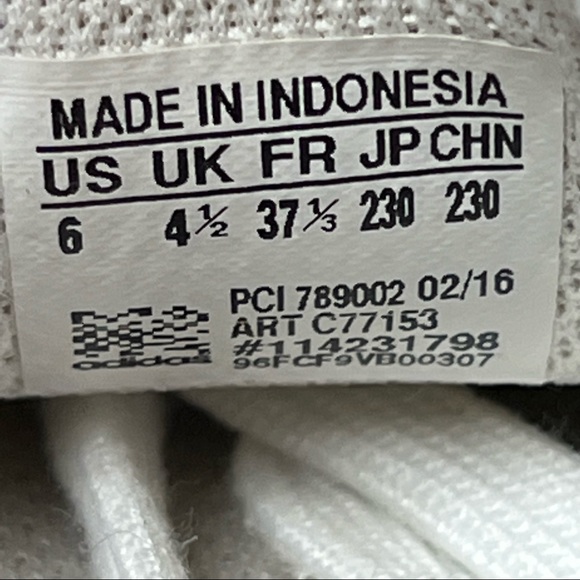 MADE IN INDONESIA
US UK FR JP CHN
6 4½ 37⅓ 230 230
PCI 789002 02/16
ART C77153
#114231798
96FCF9VB00307
adidas